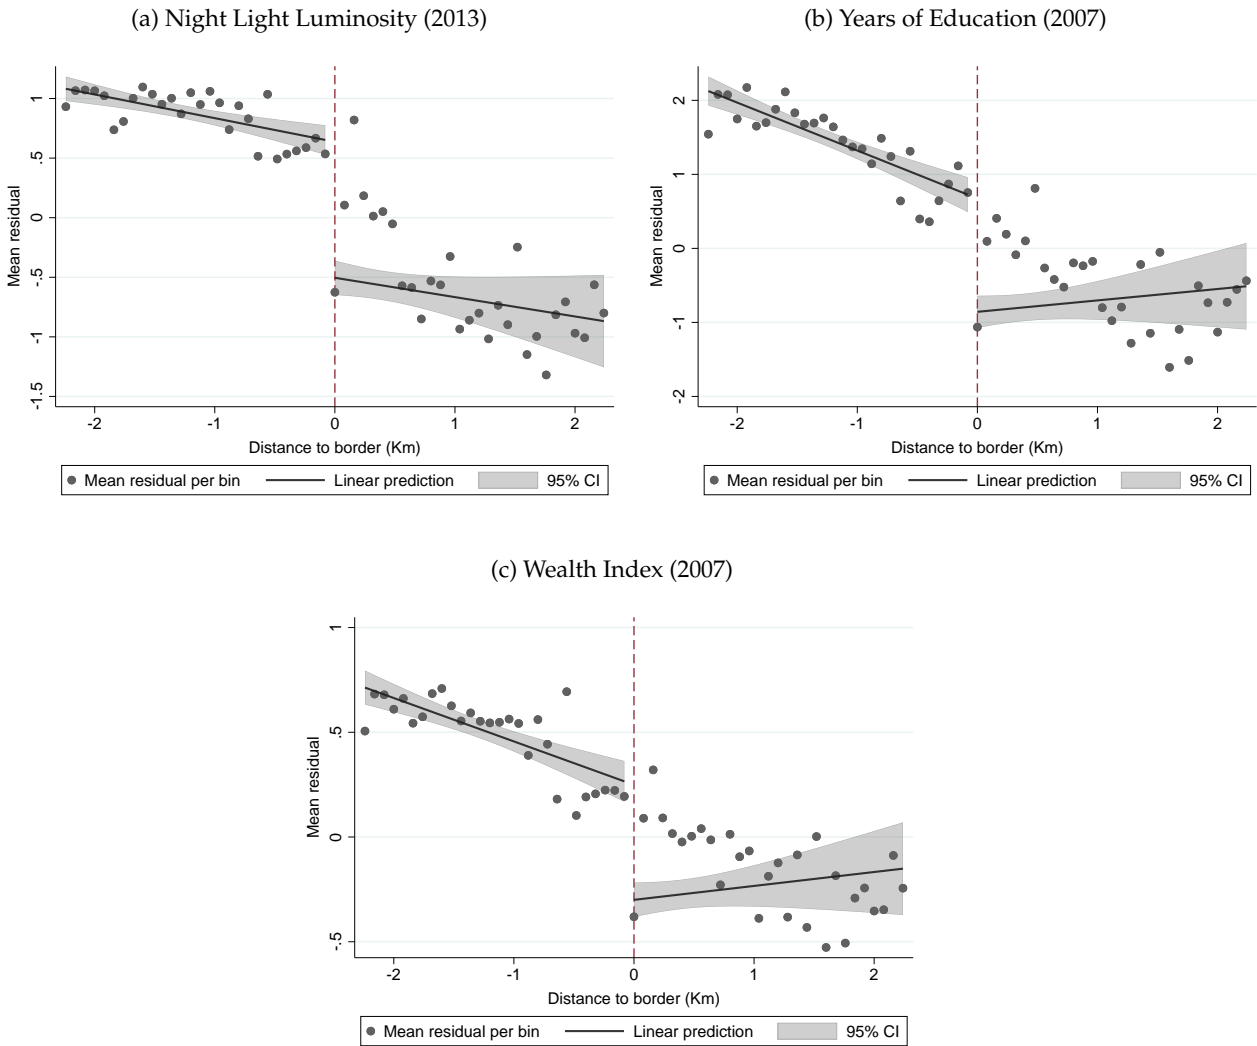 (a) Night Light Luminosity (2013)
Mean residual
1
.5
0
-.5
-1
-1.5
-2
-1
0
1
2
Distance to border (Km)
Mean residual per bin
Linear prediction
95% CI
(b) Years of Education (2007)
Mean residual
2
1
0
-1
-2
-2
-1
0
1
2
Distance to border (Km)
Mean residual per bin
Linear prediction
95% CI
(c) Wealth Index (2007)
Mean residual
1
.5
0
-.5
-2
-1
0
1
2
Distance to border (Km)
Mean residual per bin
Linear prediction
95% CI